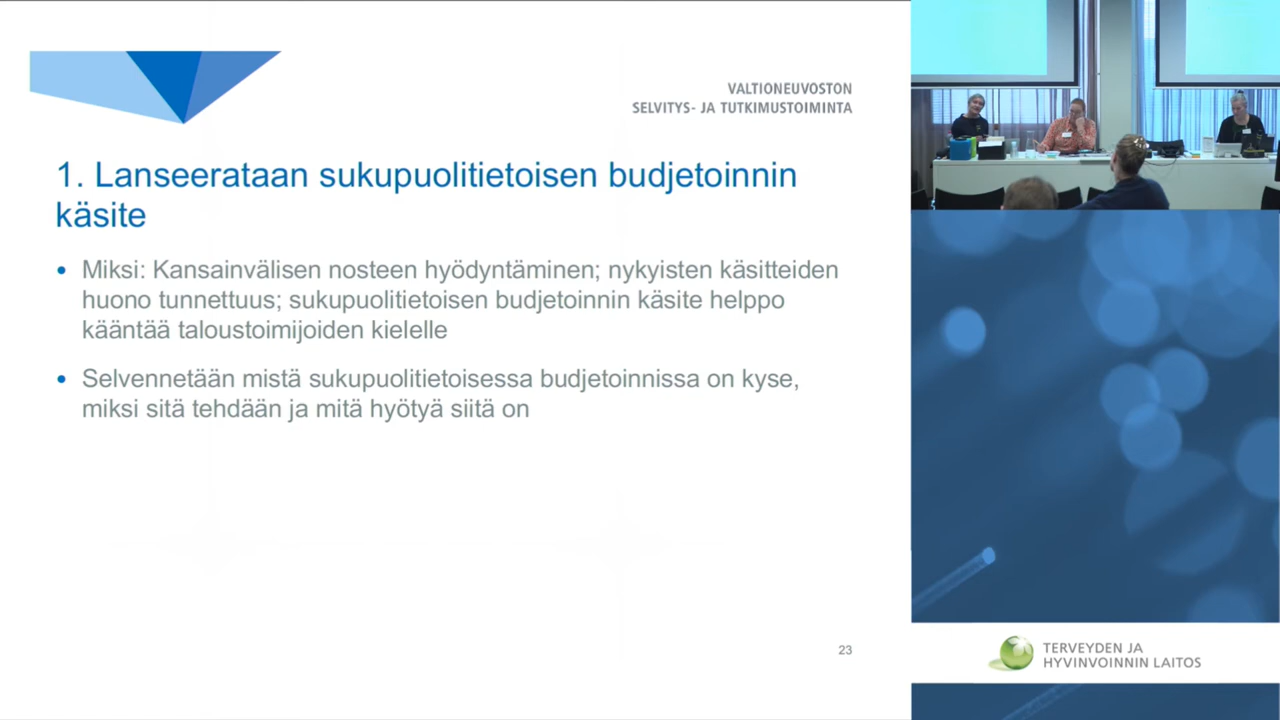 VALTIONEUVOSTON
SELVITYS- JA TUTKIMUSTOIMINTA
1. Lanseerataan sukupuolitietoisen budjetoinnin
käsite
• Miksi: Kansainvälisen nosteen hyödyntäminen; nykyisten käsitteiden
huono tunnettuus; sukupuolitietoisen budjetoinnin käsite helppo
kääntää taloustoimijoiden kielelle
• Selvennetään mistä sukupuolitietoisessa budjetoinnissa on kyse,
miksi sitä tehdään ja mitä hyötyä siitä on
23
TERVEYDEN JA
HYVINVOINNIN LAITOS